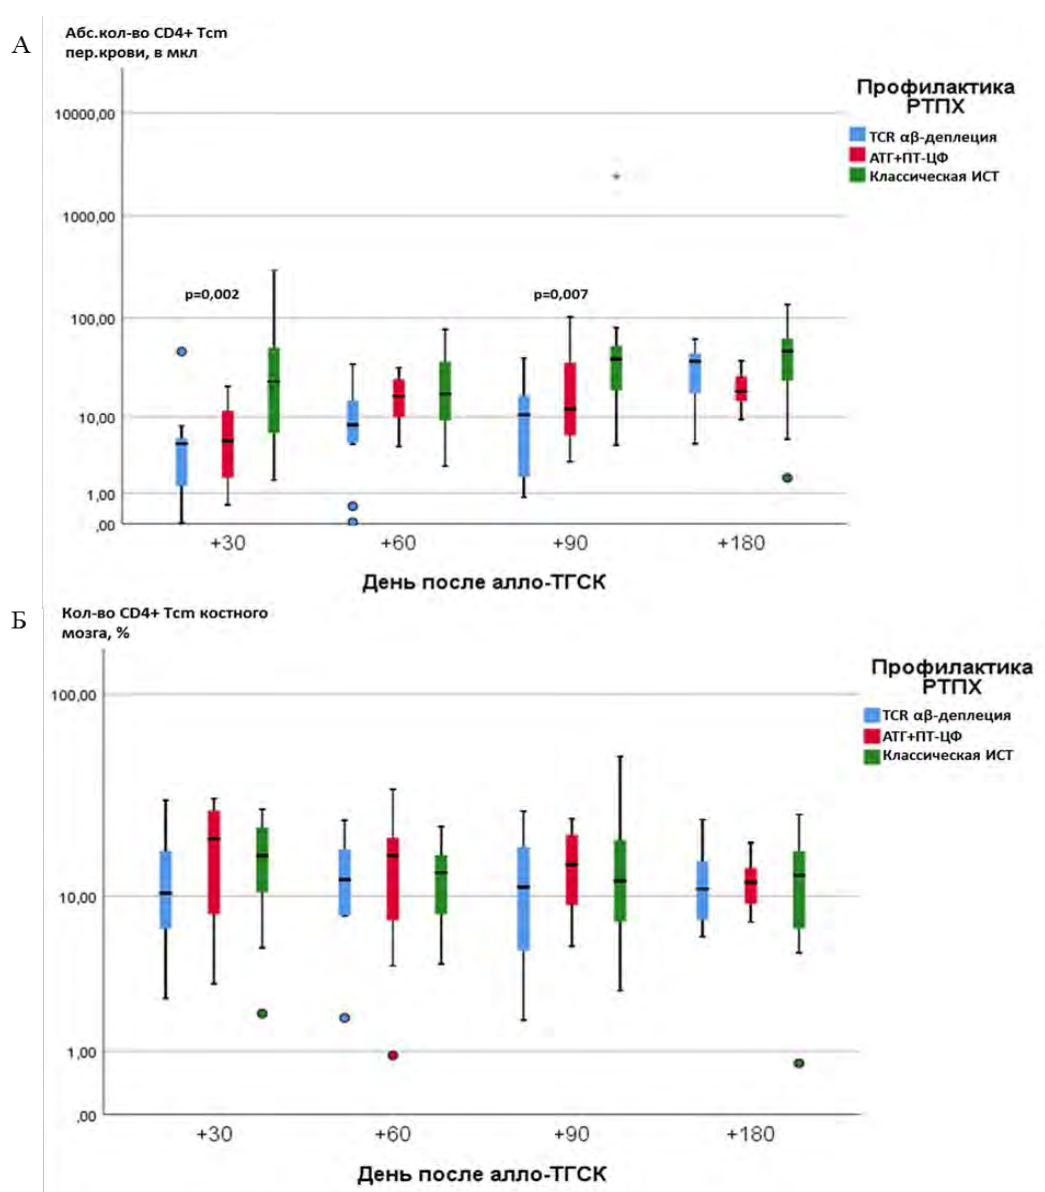 А
Абс.кол-во CD4+ Tcm
пер.крови, в мкл
Профилактика
РТПХ
TCR αβ-деплеция
АТГ+ПТ-ЦФ
Классическая ИСТ
10000,00
1000,00
100,00
10,00
1,00
,00
p=0,002
p=0,007
+30
+60
+90
+180
День после алло-ТГСК
Б
Кол-во CD4+ Tcm костного
мозга, %
Профилактика
РТПХ
TCR αβ-деплеция
АТГ+ПТ-ЦФ
Классическая ИСТ
100,00
10,00
1,00
,00
+30
+60
+90
+180
День после алло-ТГСК